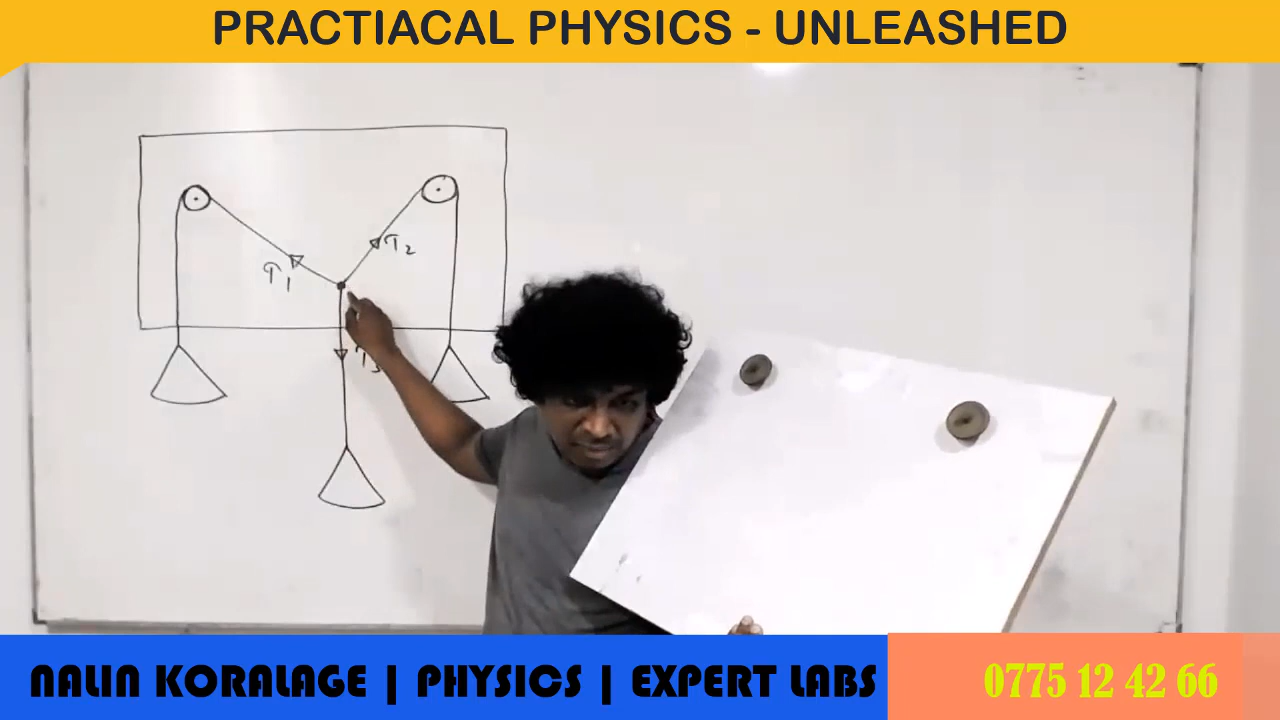 PRACTIACAL PHYSICS - UNLEASHED
T1
T2
T3
NALIN KORALAGE | PHYSICS | EXPERT LABS
0775 12 42 66